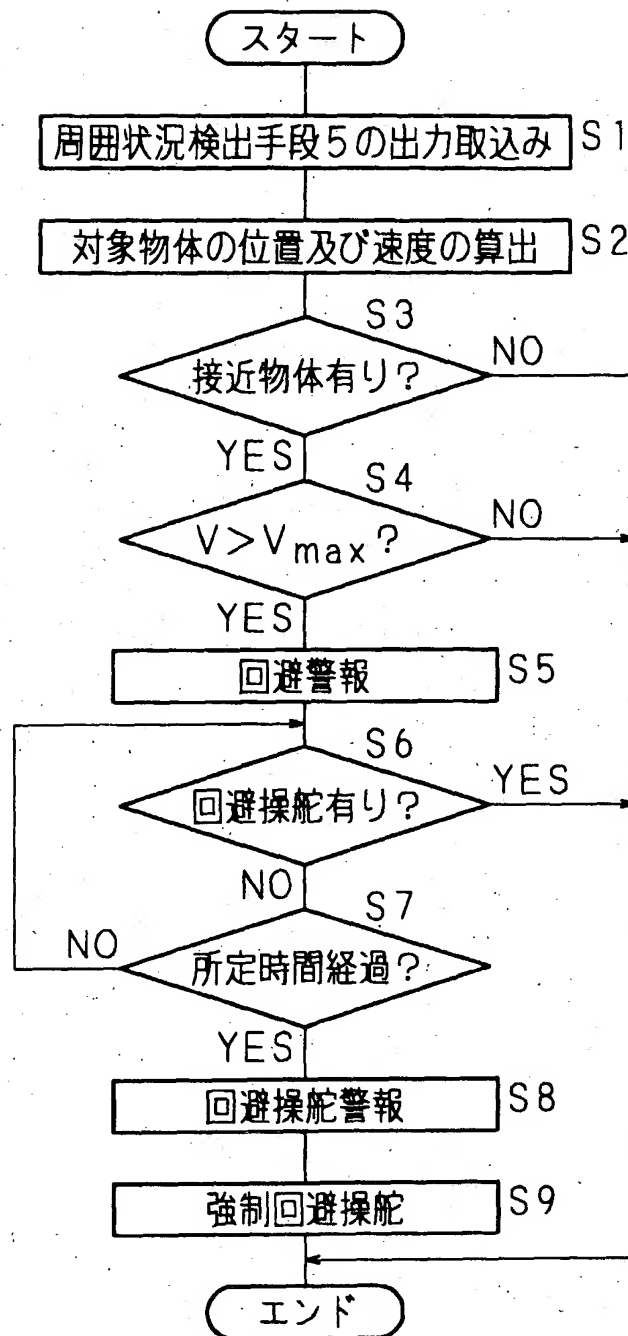 スタート
周囲状況検出手段5の出力取込み S1
対象物体の位置及び速度の算出 S2
S3
接近物体有り？ NO
YES
S4
V＞Vmax？ NO
YES
回避警報 S5
S6
回避操舵有り？ YES
NO
S7
NO 所定時間経過？
YES
回避操舵警報 S8
強制回避操舵 S9
エンド